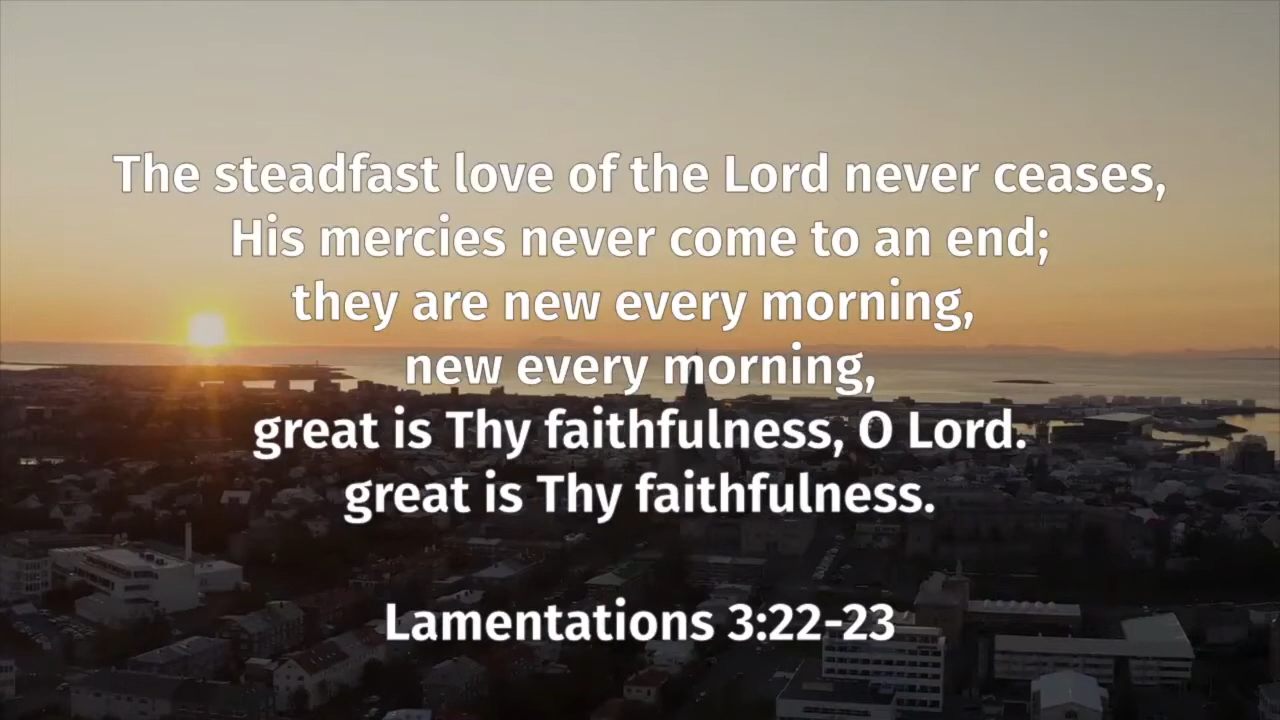 The steadfast love of the Lord never ceases,
His mercies never come to an end;
they are new every morning,
new every morning,
great is Thy faithfulness, O Lord.
great is Thy faithfulness.
Lamentations 3:22-23